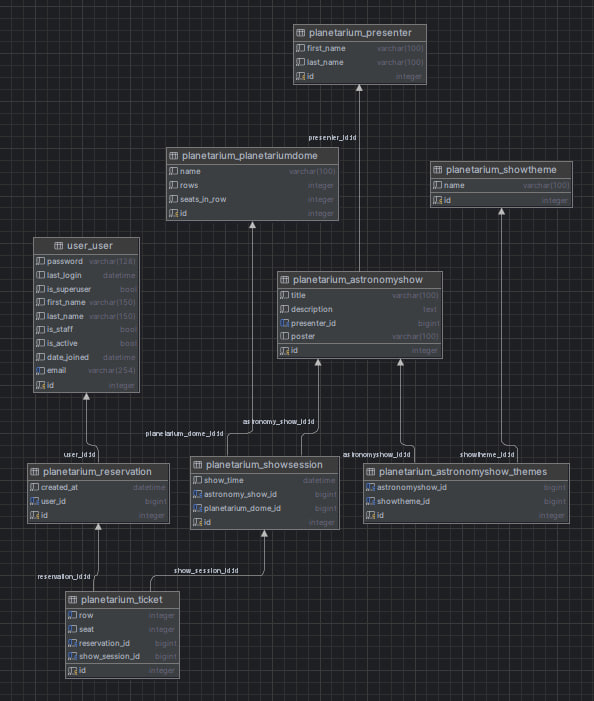 planetarium_presenter
first_name varchar(100)
last_name varchar(100)
id integer
presenter_id:id
planetarium_planetariumdome
name varchar(100)
rows integer
seats_in_row integer
id integer
planetarium_showtheme
name varchar(100)
id integer
user_user
password varchar(128)
last_login datetime
is_superuser bool
first_name varchar(150)
last_name varchar(150)
is_staff bool
is_active bool
date_joined datetime
email varchar(254)
id integer
planetarium_astronomyshow
title varchar(100)
description text
presenter_id bigint
poster varchar(100)
id integer
astronomy_show_id:id
planetarium_dome_id:id
user_id:id
astronomyshow_id:id
showtheme_id:id
planetarium_reservation
created_at datetime
user_id bigint
id integer
planetarium_showsession
show_time datetime
astronomy_show_id bigint
planetarium_dome_id bigint
id integer
planetarium_astronomyshow_themes
astronomyshow_id bigint
showtheme_id bigint
id integer
show_session_id:id
reservation_id:id
planetarium_ticket
row integer
seat integer
reservation_id bigint
show_session_id bigint
id integer